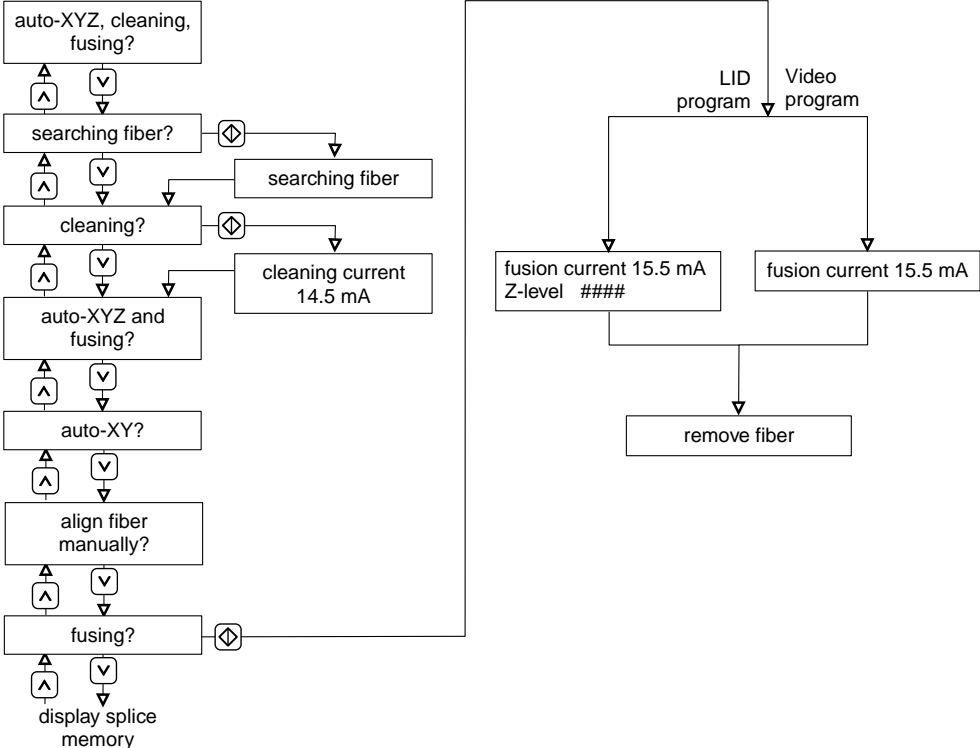 auto-XYZ, cleaning,
fusing?
searching fiber?
searching fiber
cleaning?
cleaning current
14.5 mA
auto-XYZ and
fusing?
auto-XY?
align fiber
manually?
fusing?
display splice
memory
LID
program
Video
program
fusion current 15.5 mA
Z-level ####
fusion current 15.5 mA
remove fiber